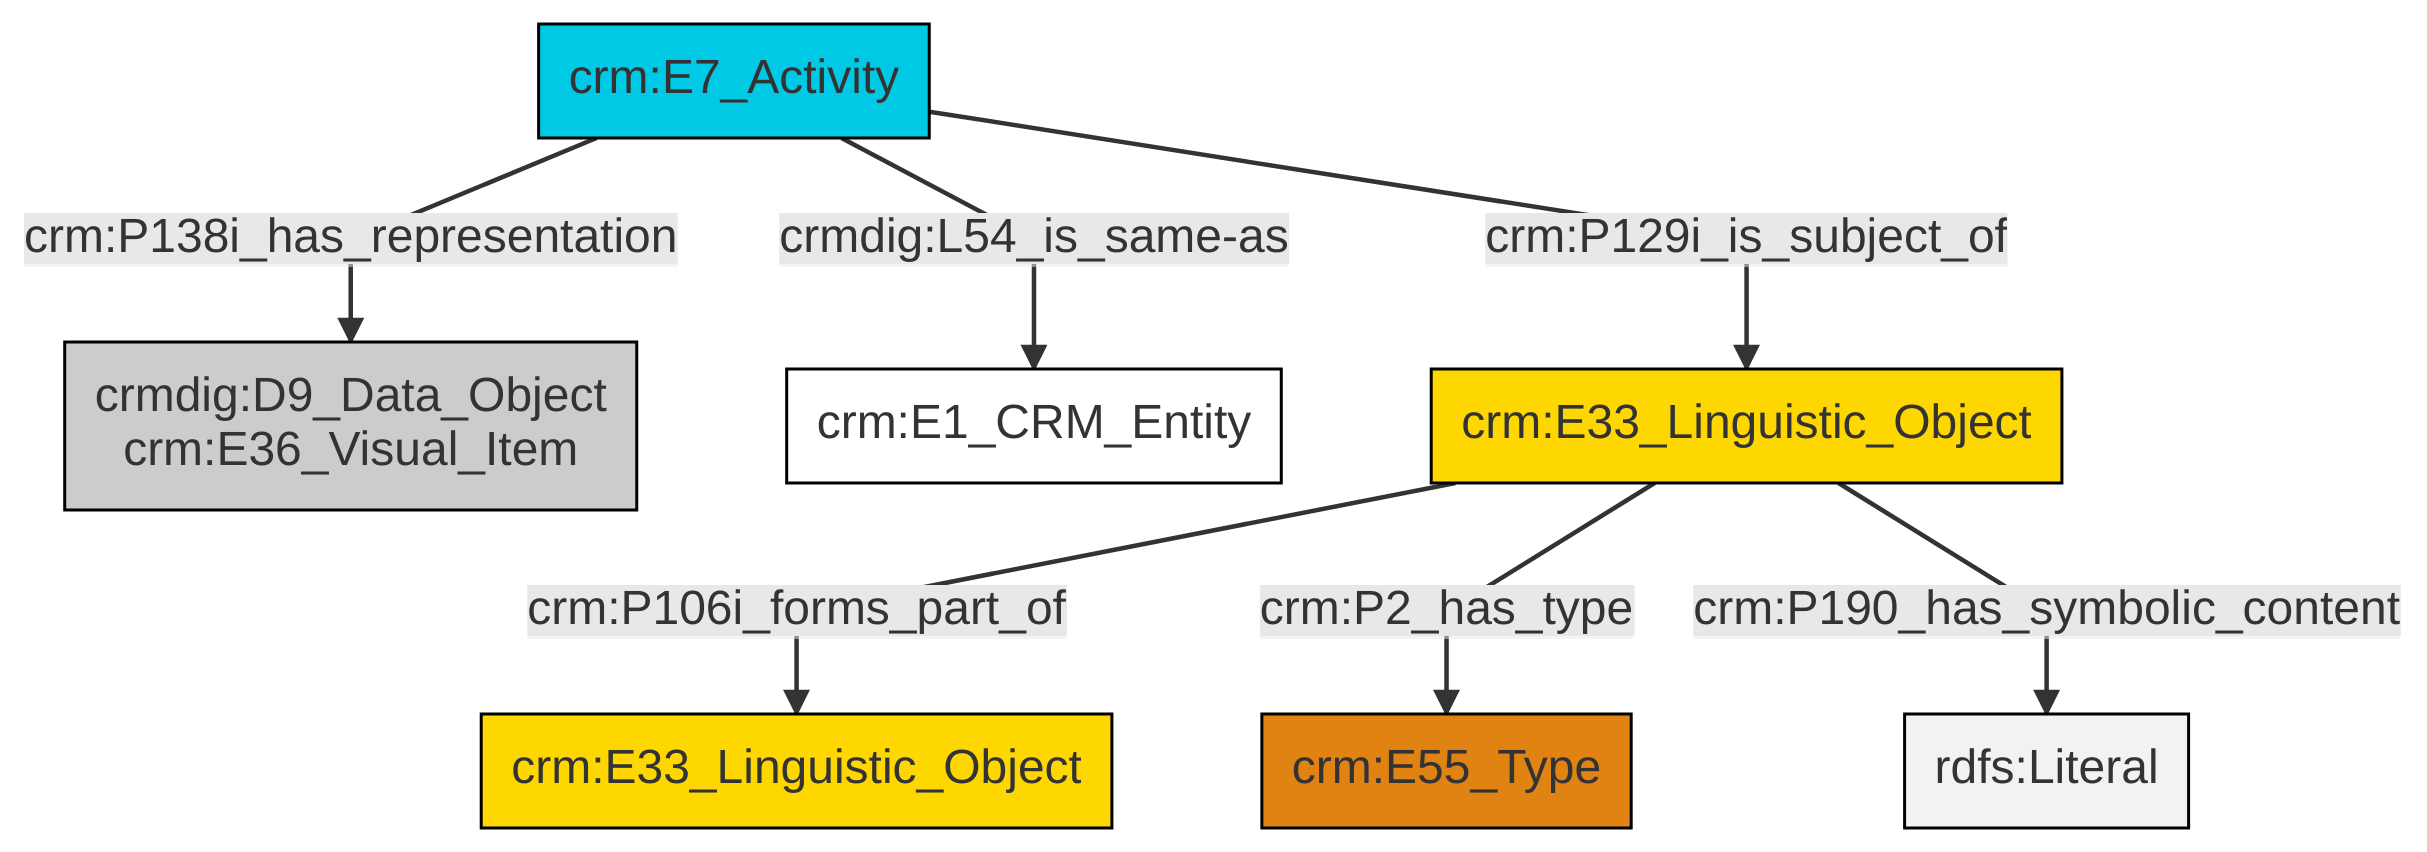 crm:E7_Activity
crm:P138i_has_representation
crmdig:L54_is_same-as
crm:P129i_is_subject_of
crmdig:D9_Data_Object
crm:E36_Visual_Item
crm:E1_CRM_Entity
crm:E33_Linguistic_Object
crm:P106i_forms_part_of
crm:P2_has_type
crm:P190_has_symbolic_content
crm:E33_Linguistic_Object
crm:E55_Type
rdfs:Literal